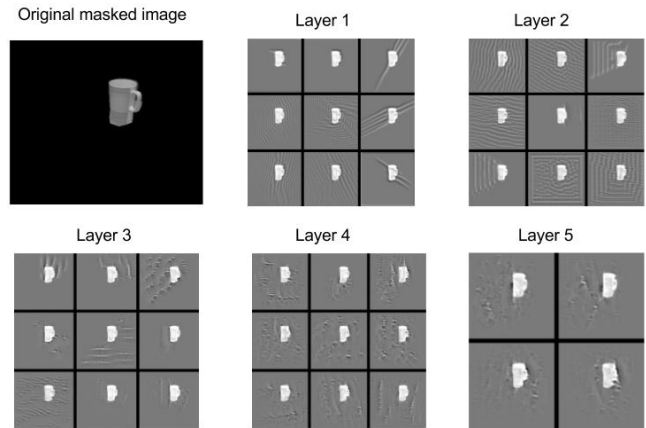 Original masked image
Layer 1
Layer 2
Layer 3
Layer 4
Layer 5